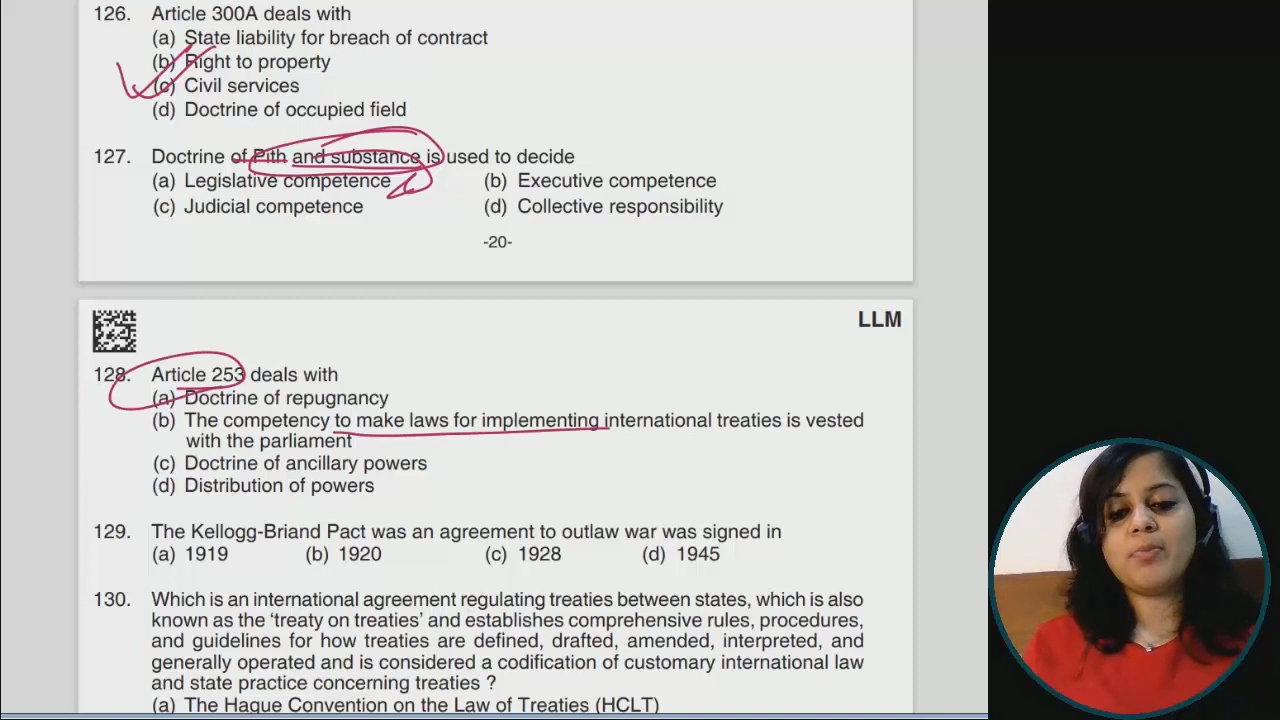 126. Article 300A deals with
(a) State liability for breach of contract
(b) Right to property
(c) Civil services
(d) Doctrine of occupied field
127. Doctrine of Pith and substance is used to decide
(a) Legislative competence (b) Executive competence
(c) Judicial competence (d) Collective responsibility
-20-
LLM
128. Article 253 deals with
(a) Doctrine of repugnancy
(b) The competency to make laws for implementing international treaties is vested
with the parliament
(c) Doctrine of ancillary powers
(d) Distribution of powers
129. The Kellogg-Briand Pact was an agreement to outlaw war was signed in
(a) 1919 (b) 1920 (c) 1928 (d) 1945
130. Which is an international agreement regulating treaties between states, which is also
known as the ‘treaty on treaties’ and establishes comprehensive rules, procedures,
and guidelines for how treaties are defined, drafted, amended, interpreted, and
generally operated and is considered a codification of customary international law
and state practice concerning treaties ?
(a) The Hague Convention on the Law of Treaties (HCLT)